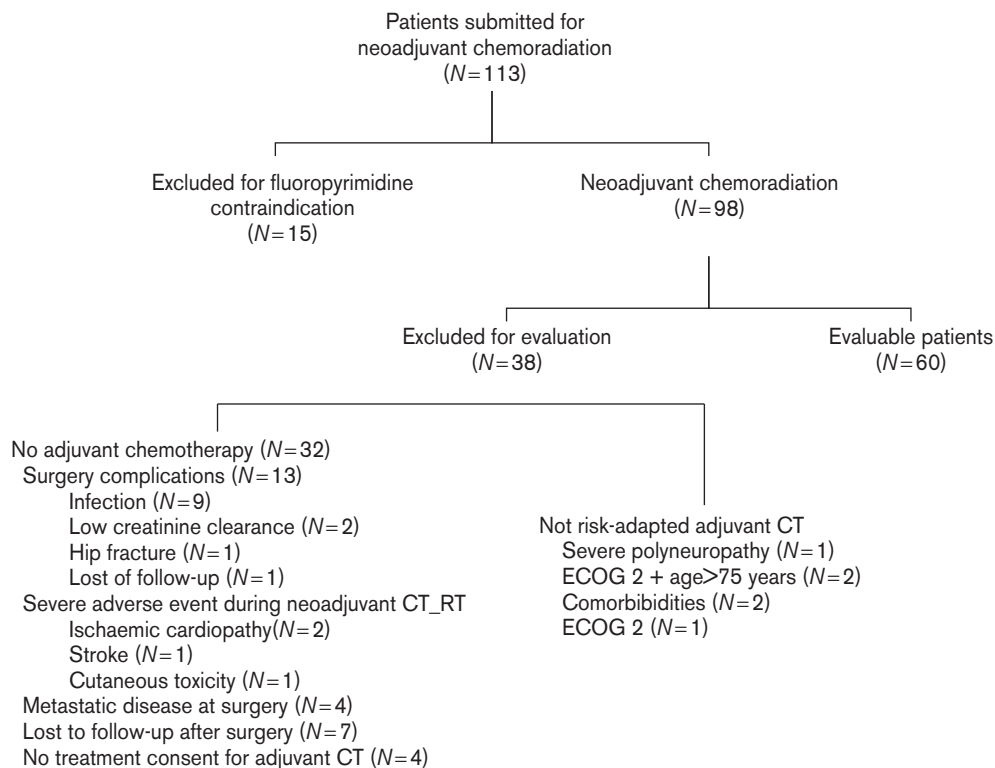 Patients submitted for
neoadjuvant chemoradiation
(N=113)
Excluded for fluoropyrimidine
contraindication
(N=15)
Neoadjuvant chemoradiation
(N=98)
Excluded for evaluation
(N=38)
Evaluable patients
(N=60)
No adjuvant chemotherapy (N=32)
Surgery complications (N=13)
Infection (N=9)
Low creatinine clearance (N=2)
Hip fracture (N=1)
Lost of follow-up (N=1)
Severe adverse event during neoadjuvant CT_RT
Ischaemic cardiopathy(N=2)
Stroke (N=1)
Cutaneous toxicity (N=1)
Metastatic disease at surgery (N=4)
Lost to follow-up after surgery (N=7)
No treatment consent for adjuvant CT (N=4)
Not risk-adapted adjuvant CT
Severe polyneuropathy (N=1)
ECOG 2 + age>75 years (N=2)
Comorbibidities (N=2)
ECOG 2 (N=1)